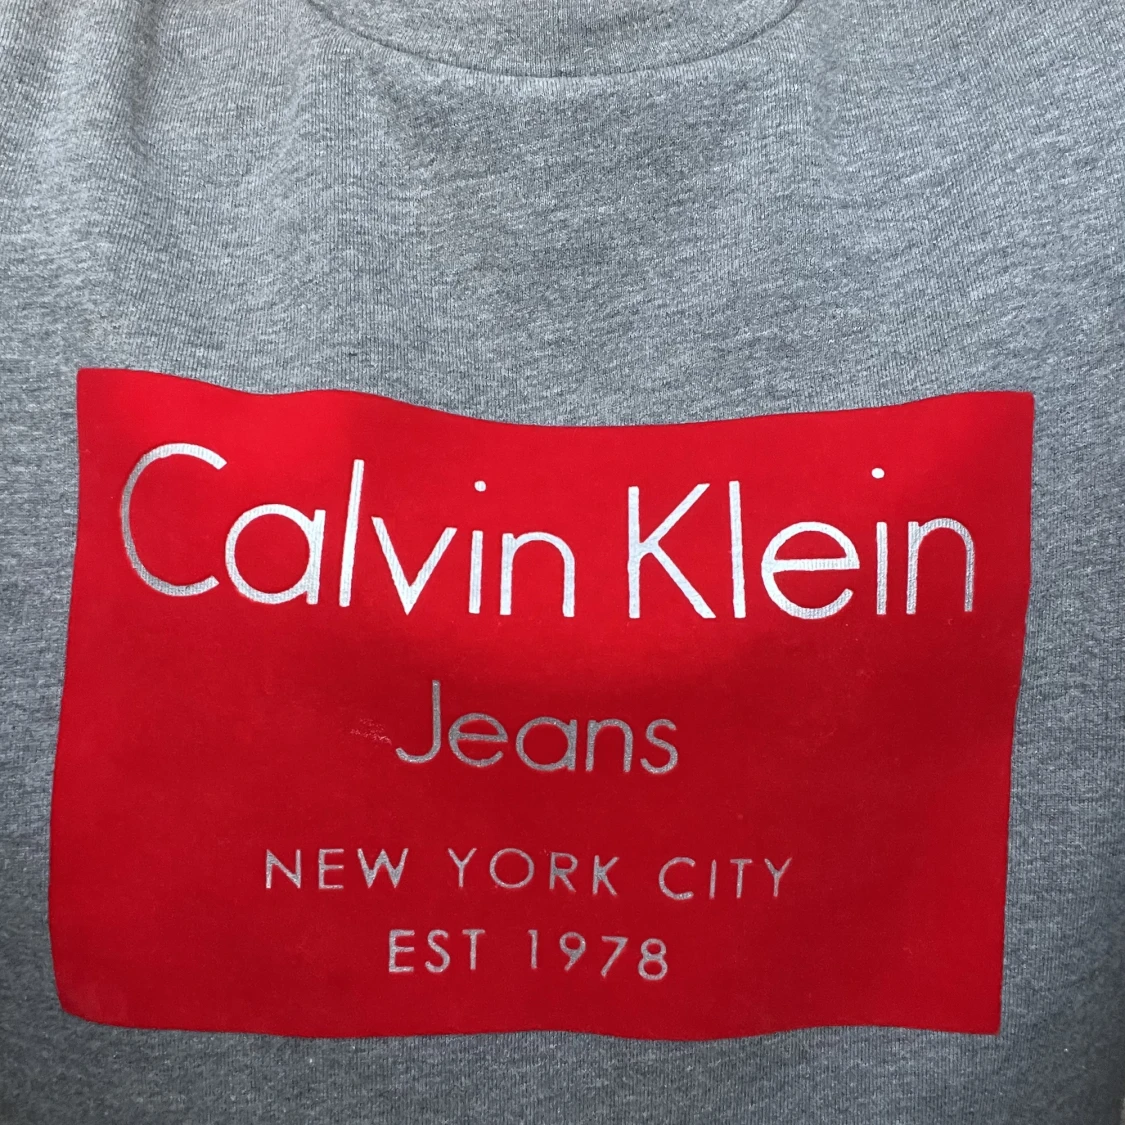 Calvin Klein
Jeans
NEW YORK CITY
EST 1978